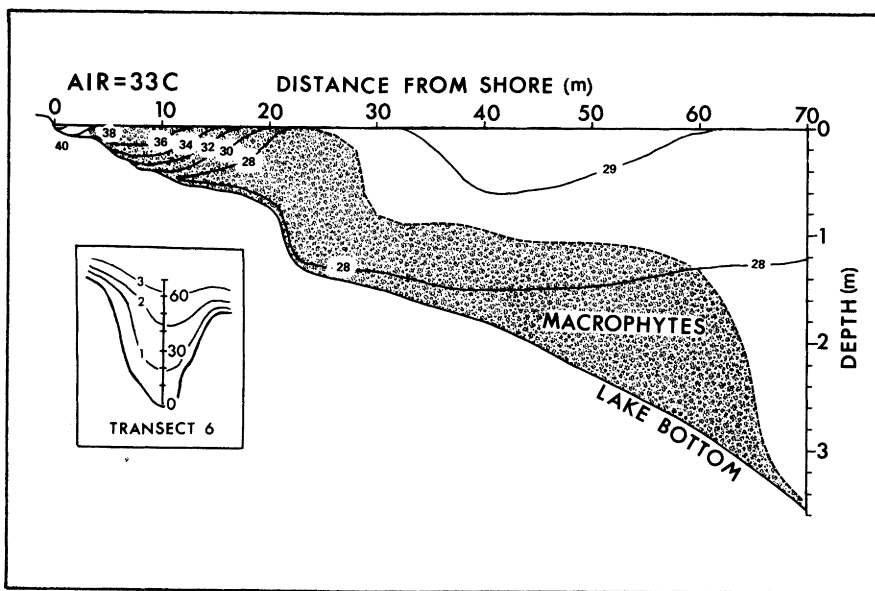 AIR=33C DISTANCE FROM SHORE (m)
0 10 20 30 40 50 60 70
40 38 36 34 32 30 28
29
28 28
0
1
2
3
DEPTH (m)
MACROPHYTES
LAKE BOTTOM
3 60
2
1 30
0
TRANSECT 6